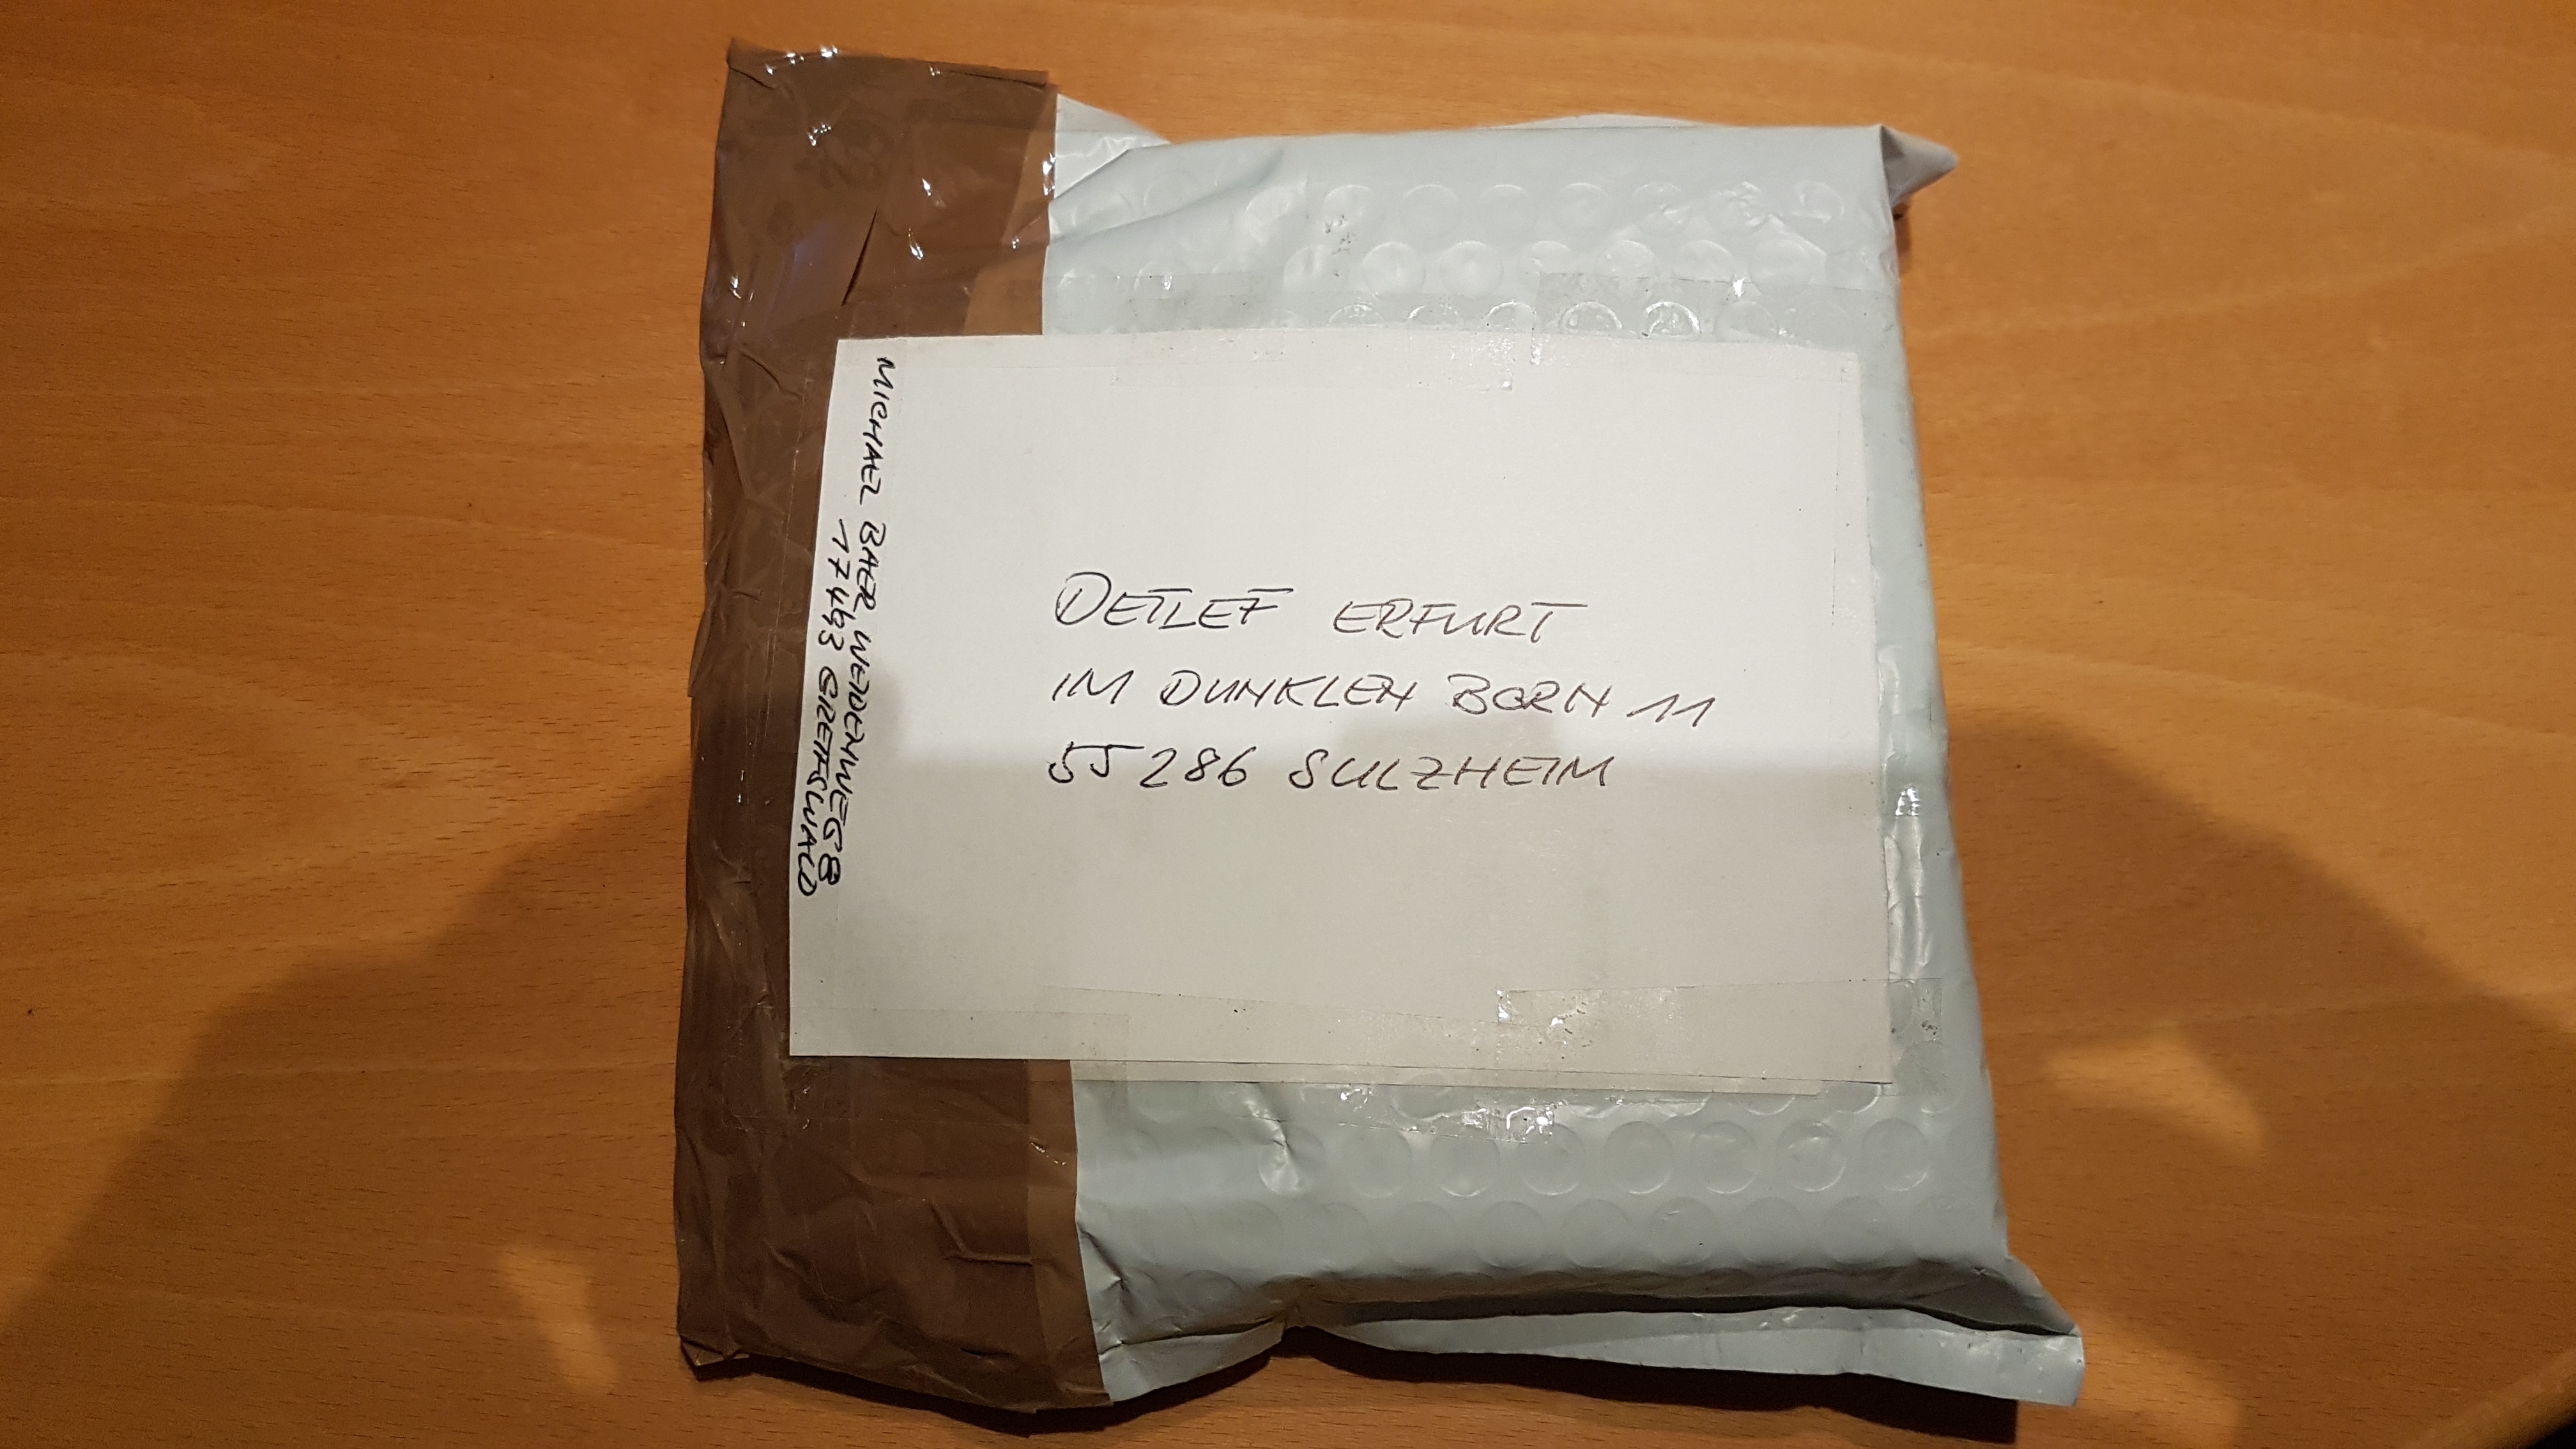 MICHAEL BAER, WEIDENWEG 8
17493 GREIFSWALD
DETLEF ERFURT
IM DUNKLEN BORN 11
55286 SULZHEIM